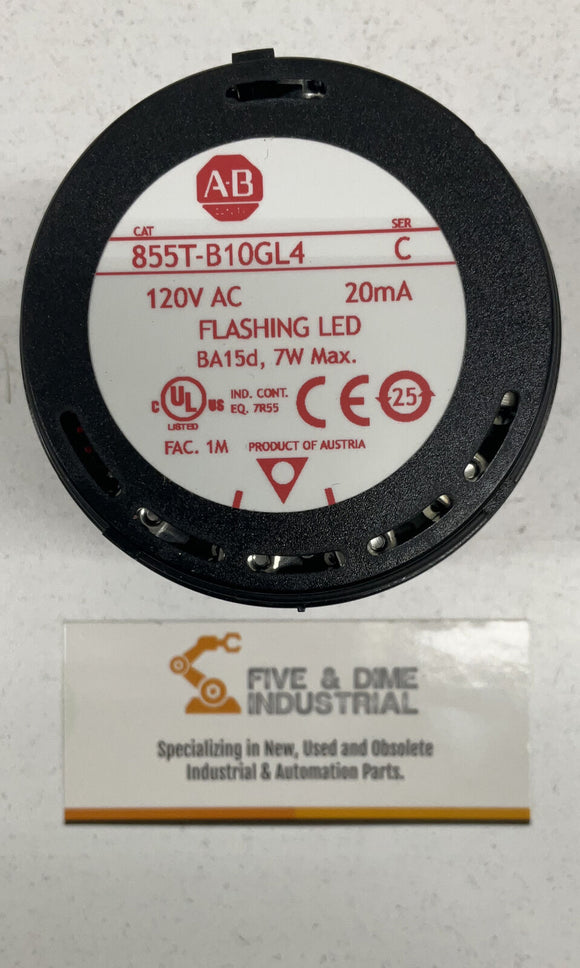 A·B
CAT SER
855T-B10GL4 C
120V AC 20mA
FLASHING LED
BA15d, 7W Max.
C UL US LISTED
IND. CONT.
EQ. 7R55
CE 25
FAC. 1M PRODUCT OF AUSTRIA
FIVE & DIME
INDUSTRIAL
Specializing in New, Used and Obsolete
Industrial & Automation Parts.